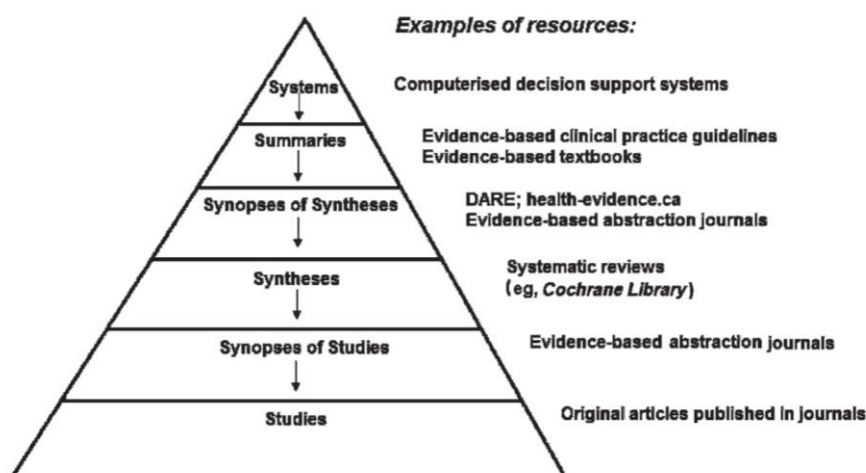 Examples of resources:
Systems
Computerised decision support systems
Summaries
Evidence-based clinical practice guidelines
Evidence-based textbooks
Synopses of Syntheses
DARE; health-evidence.ca
Evidence-based abstraction journals
Syntheses
Systematic reviews
(eg, Cochrane Library)
Synopses of Studies
Evidence-based abstraction journals
Studies
Original articles published in journals